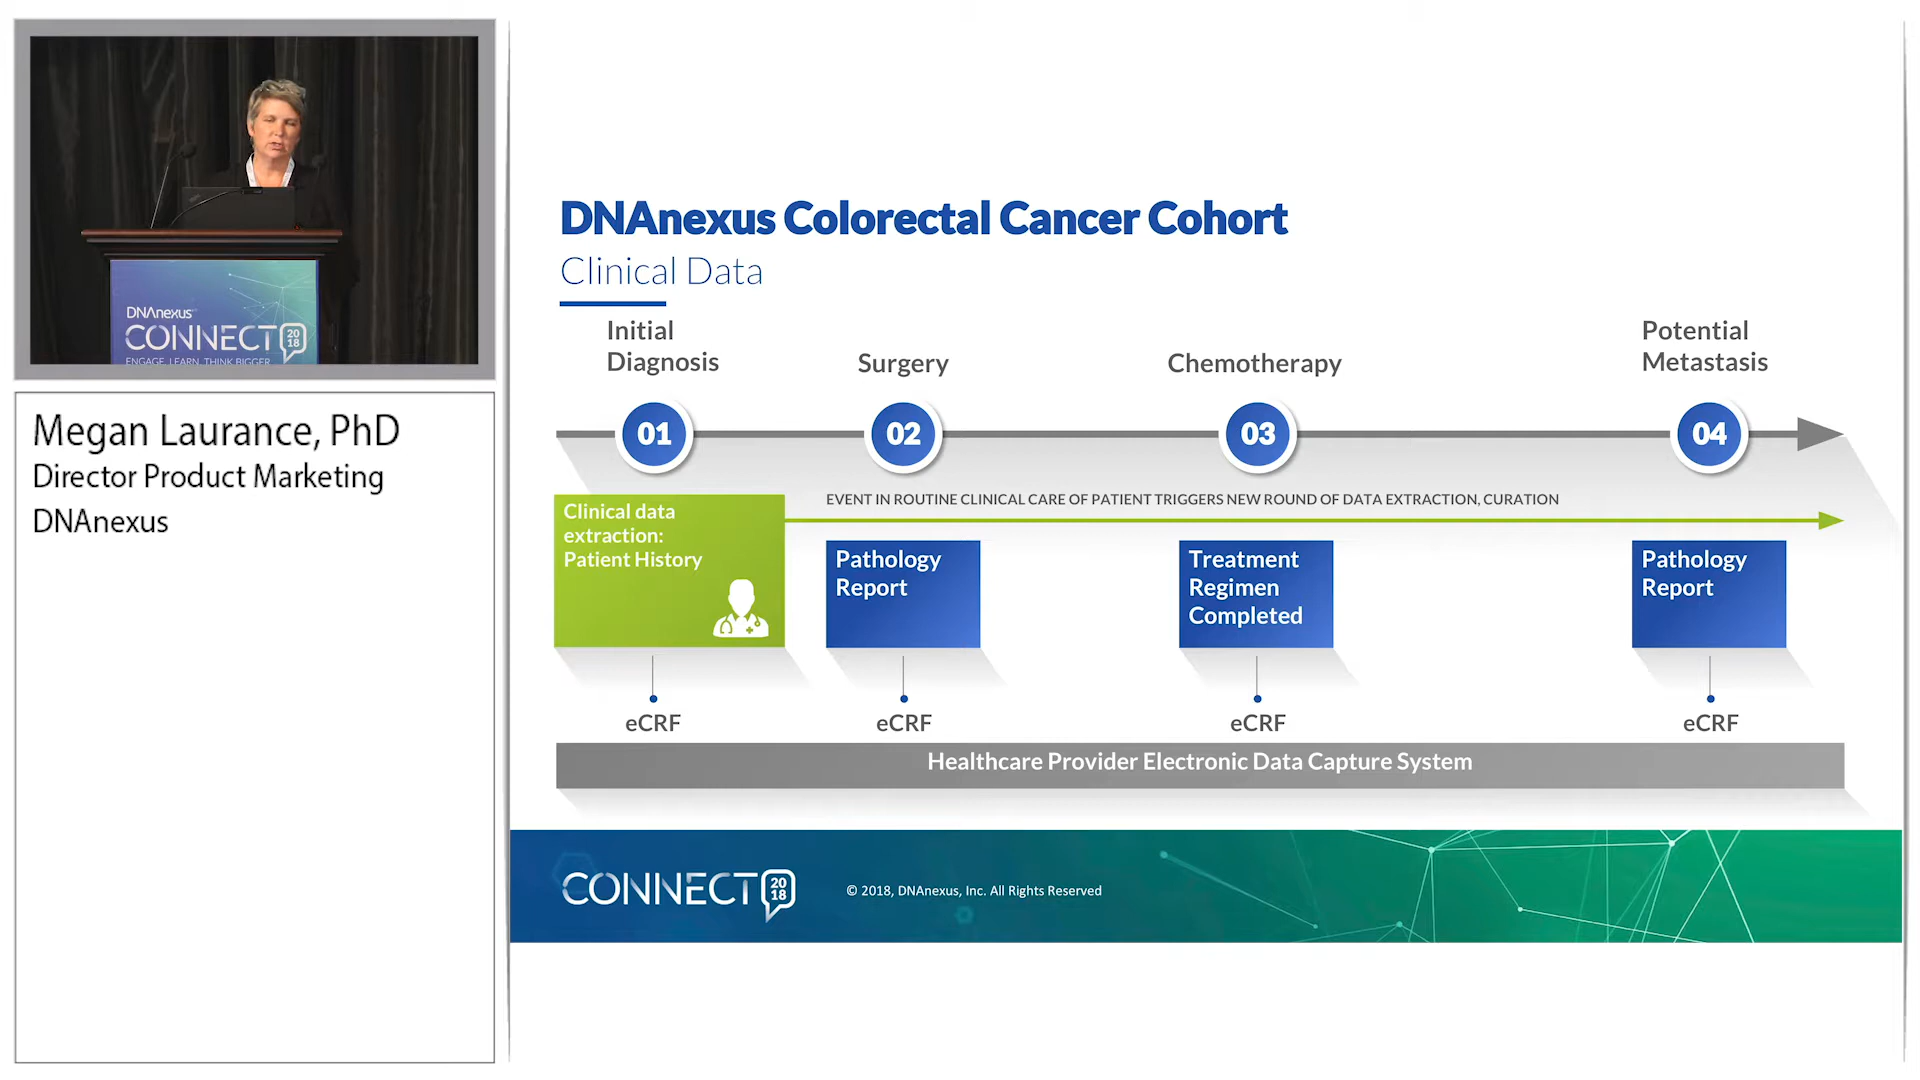 DNAnexus
CONNECT 20 18
ENGAGE. LEARN. THINK BIGGER.
Megan Laurance, PhD
Director Product Marketing
DNAnexus
DNAnexus Colorectal Cancer Cohort
Clinical Data
Initial
Diagnosis
Surgery
Chemotherapy
Potential
Metastasis
01
02
03
04
EVENT IN ROUTINE CLINICAL CARE OF PATIENT TRIGGERS NEW ROUND OF DATA EXTRACTION, CURATION
Clinical data
extraction:
Patient History
Pathology
Report
Treatment
Regimen
Completed
Pathology
Report
eCRF
eCRF
eCRF
eCRF
Healthcare Provider Electronic Data Capture System
CONNECT 20 18
© 2018, DNAnexus, Inc. All Rights Reserved